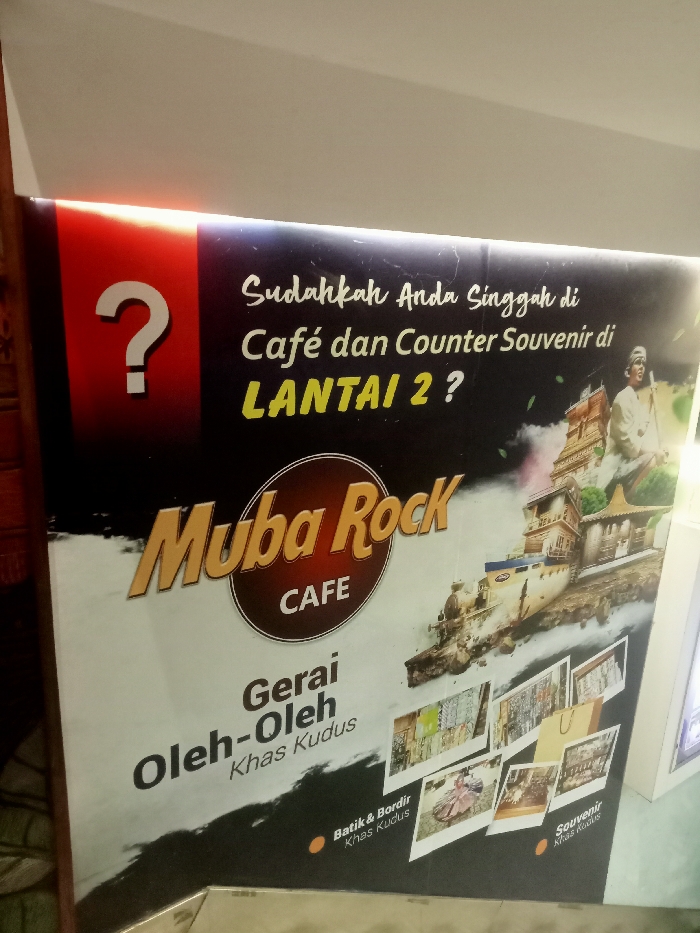 ?
Sudahkah Anda Singgah di
Café dan Counter Souvenir di
LANTAI 2 ?
Muba Rock
CAFE
Gerai
Oleh-Oleh
Khas Kudus
Batik & Bordir
Khas Kudus
Souvenir
Khas Kudus